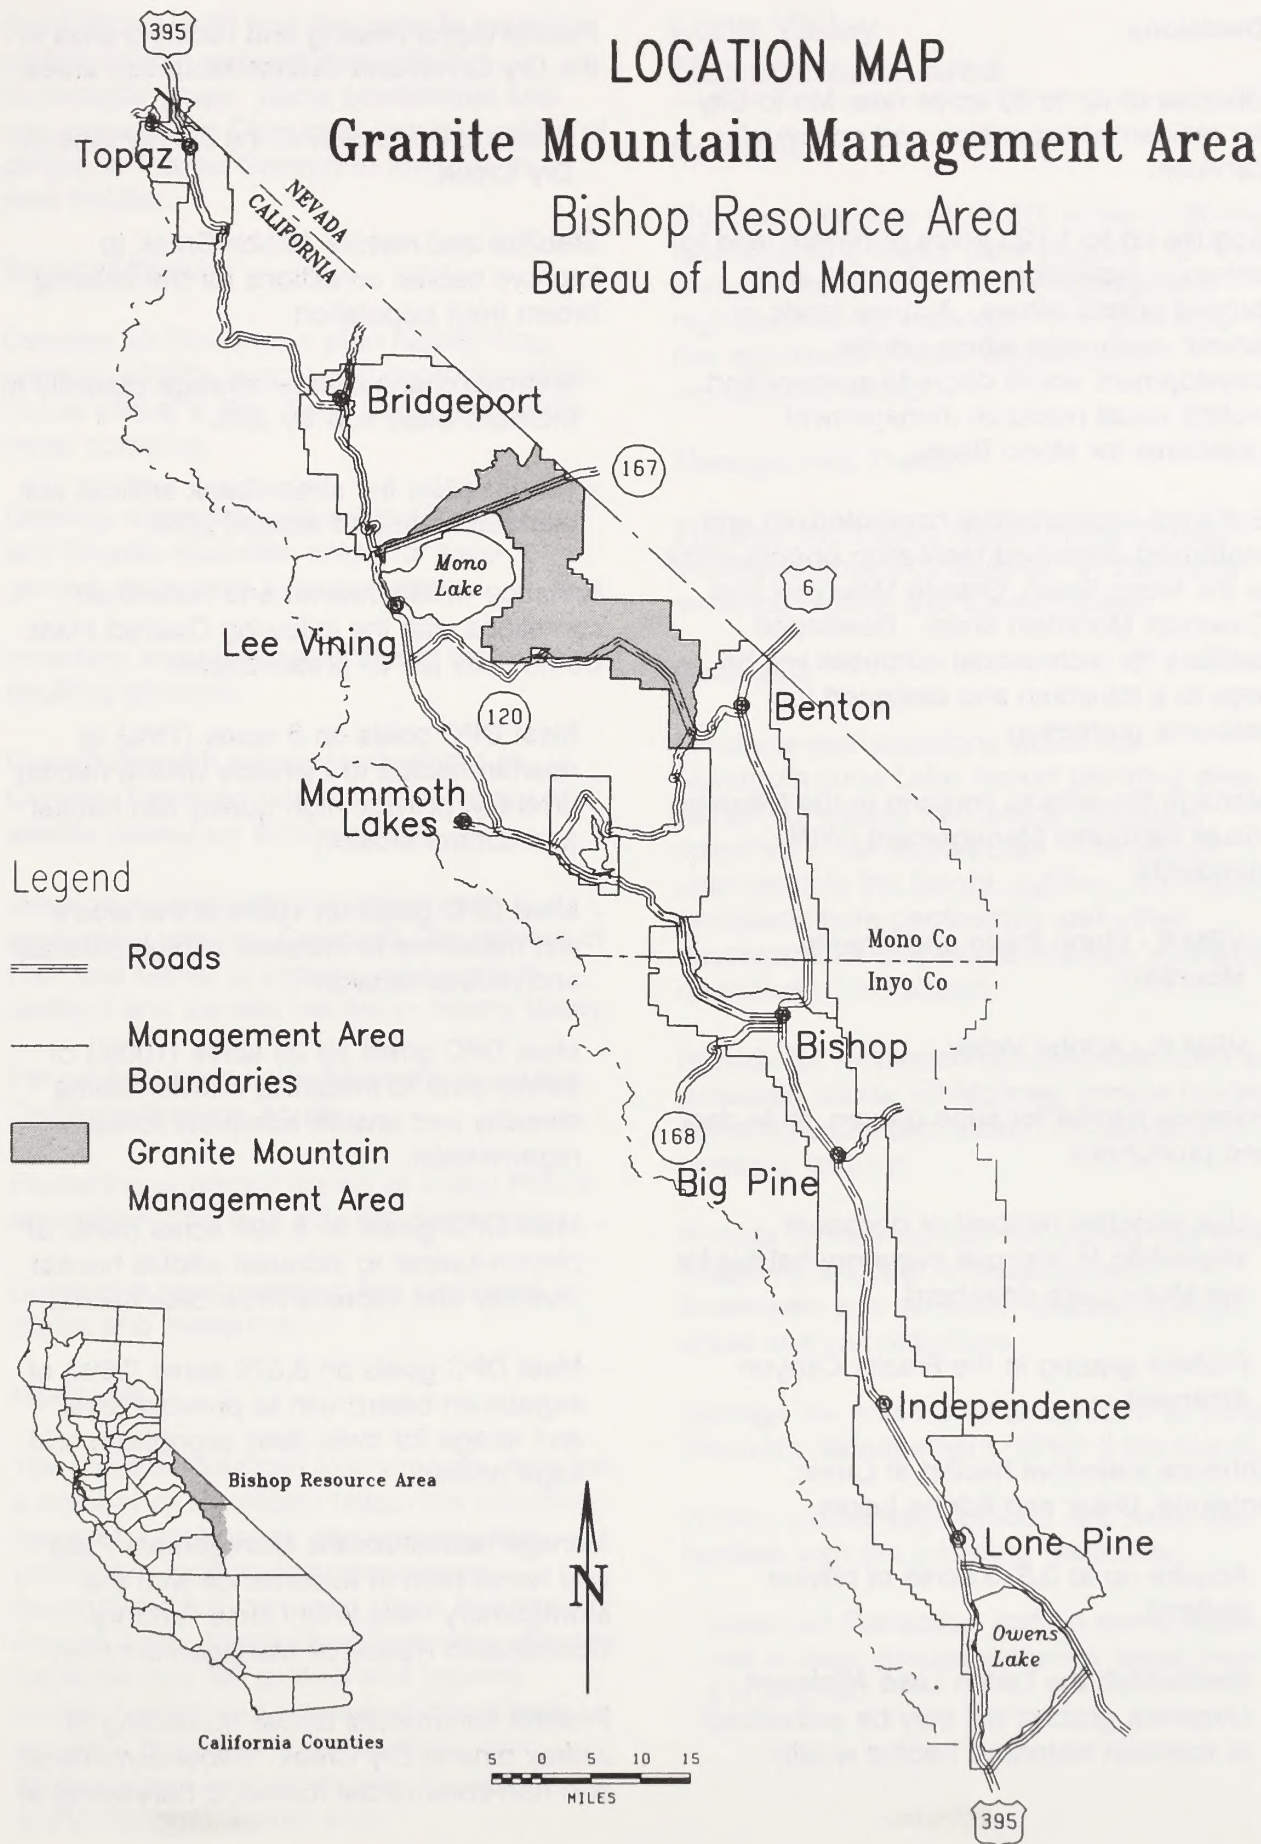 395
LOCATION MAP
Granite Mountain Management Area
Bishop Resource Area
Bureau of Land Management
Topaz
NEVADA
CALIFORNIA
Bridgeport
167
Mono
Lake
6
Lee Vining
120
Benton
Mammoth
Lakes
Legend
Roads
Management Area
Boundaries
Granite Mountain
Management Area
Mono Co
Inyo Co
Bishop
168
Big Pine
Independence
Lone Pine
Owens
Lake
Bishop Resource Area
California Counties
N
5 0 5 10 15
MILES
395